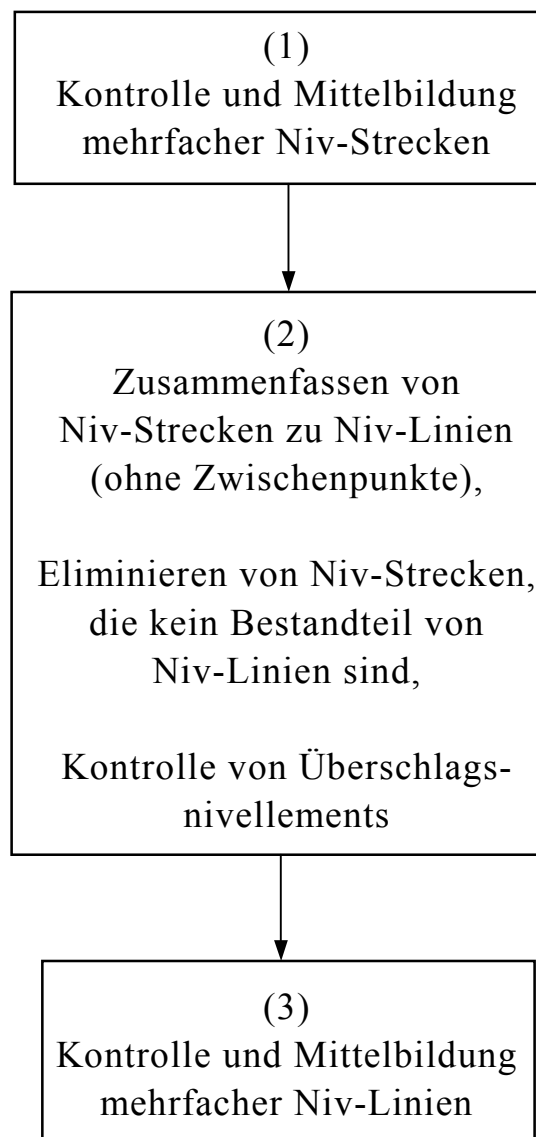 (1)
Kontrolle und Mittelbildung
mehrfacher Niv-Strecken
(2)
Zusammenfassen von
Niv-Strecken zu Niv-Linien
(ohne Zwischenpunkte),
Eliminieren von Niv-Strecken,
die kein Bestandteil von
Niv-Linien sind,
Kontrolle von Überschlags-
nivellements
(3)
Kontrolle und Mittelbildung
mehrfacher Niv-Linien